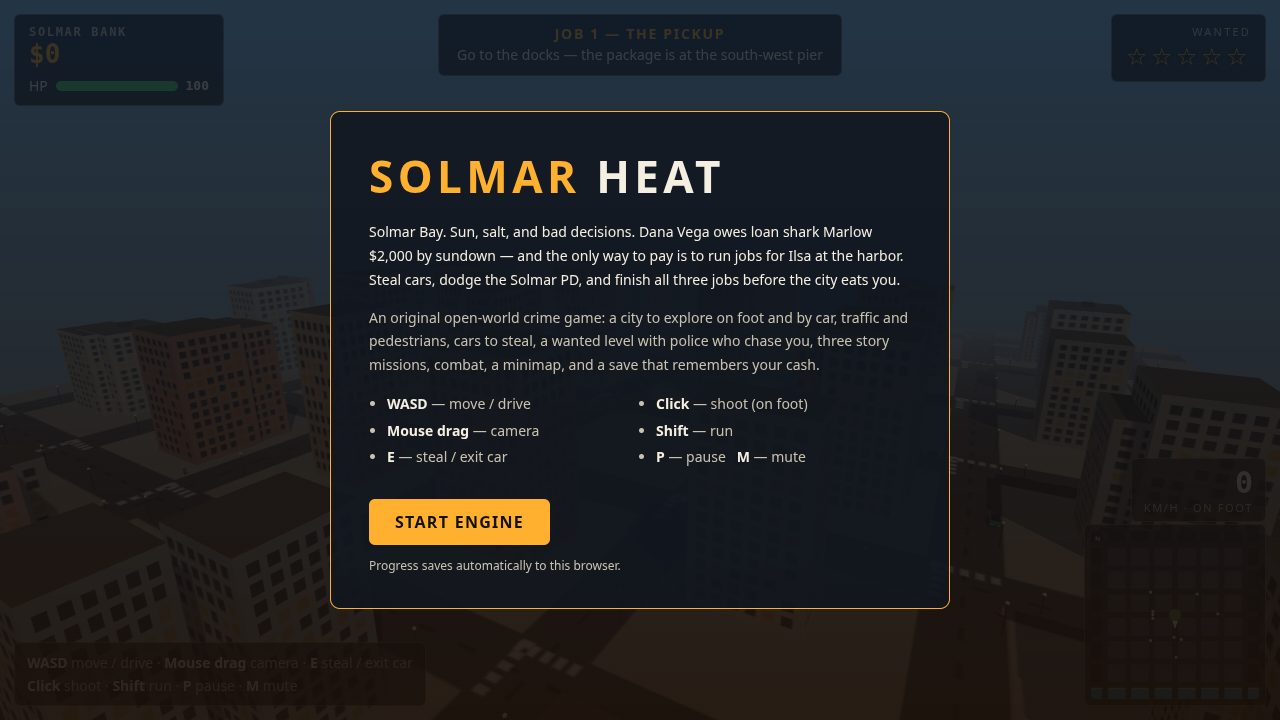 SOLMAR BANK
$0
HP 100
JOB 1 — THE PICKUP
Go to the docks — the package is at the south-west pier
WANTED
☆☆☆☆☆
SOLMAR HEAT
Solmar Bay. Sun, salt, and bad decisions. Dana Vega owes loan shark Marlow
$2,000 by sundown — and the only way to pay is to run jobs for Ilsa at the harbor.
Steal cars, dodge the Solmar PD, and finish all three jobs before the city eats you.
An original open-world crime game: a city to explore on foot and by car, traffic and
pedestrians, cars to steal, a wanted level with police who chase you, three story
missions, combat, a minimap, and a save that remembers your cash.
• WASD — move / drive
• Mouse drag — camera
• E — steal / exit car
• Click — shoot (on foot)
• Shift — run
• P — pause M — mute
START ENGINE
Progress saves automatically to this browser.
0
KM/H · ON FOOT
N
WASD move / drive · Mouse drag camera · E steal / exit car
Click shoot · Shift run · P pause · M mute